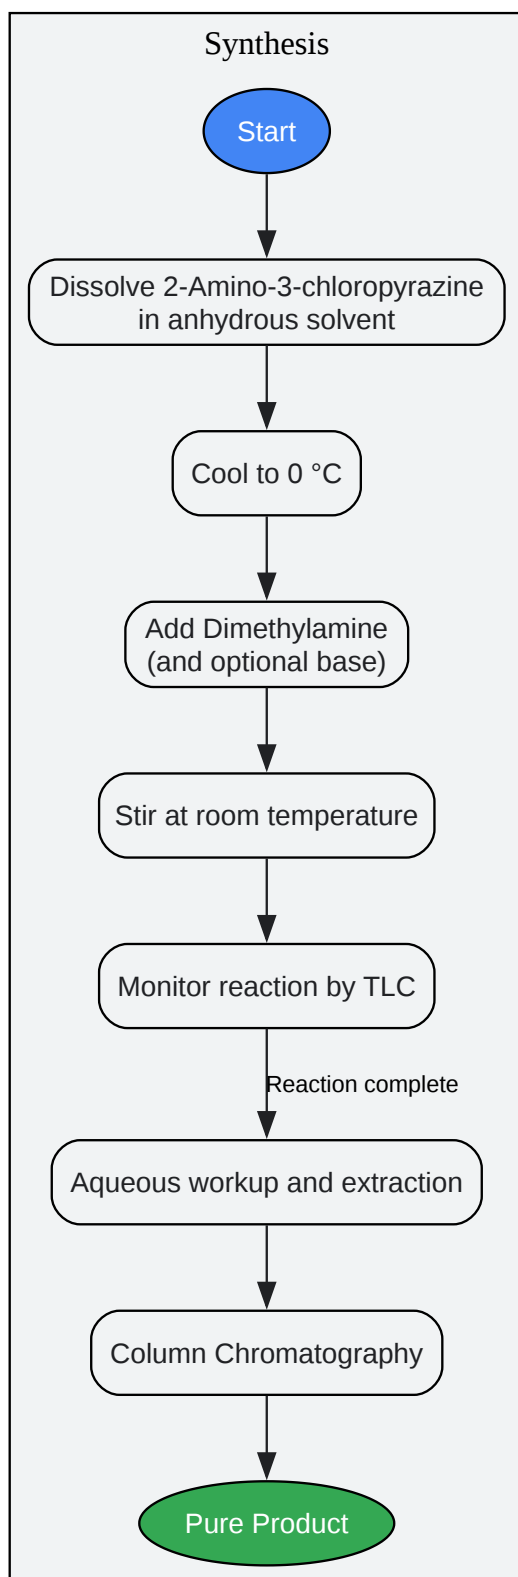 Synthesis
Start
Dissolve 2-Amino-3-chloropyrazine
in anhydrous solvent
Cool to 0 °C
Add Dimethylamine
(and optional base)
Stir at room temperature
Monitor reaction by TLC
Reaction complete
Aqueous workup and extraction
Column Chromatography
Pure Product